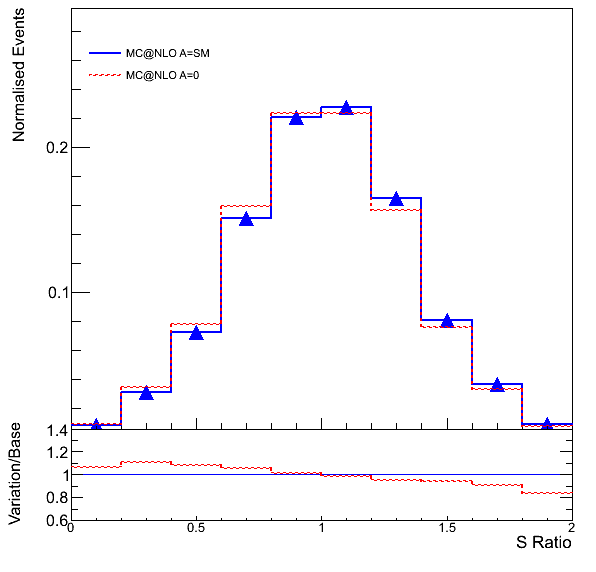 Normalised Events
MC@NLO A=SM
MC@NLO A=0
0.2
0.1
Variation/Base
1.4
1.2
1
0.8
0.6
0
0.5
1
1.5
2
S Ratio